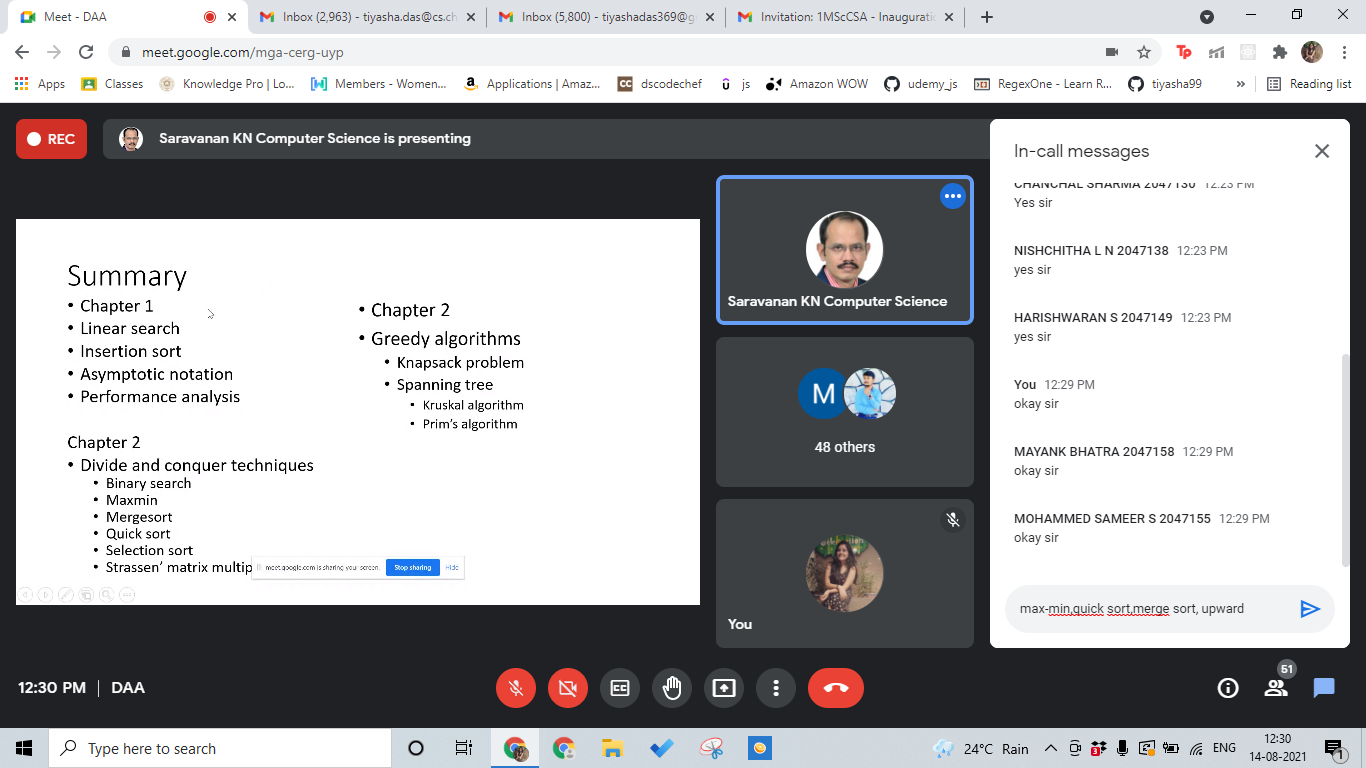 Meet - DAA
Inbox (2,963) - tiyasha.das@cs.ch
Inbox (5,800) - tiyashadas369@g
Invitation: 1MScCSA - Inauguratio
meet.google.com/mga-cerg-uyp
Apps
Classes
Knowledge Pro | Lo...
Members - Women...
Applications | Amaz...
dscodechef
js
Amazon WOW
udemy_js
RegexOne - Learn R...
tiyasha99
»
Reading list
REC
Saravanan KN Computer Science is presenting
Summary
• Chapter 1
• Linear search
• Insertion sort
• Asymptotic notation
• Performance analysis
Chapter 2
• Divide and conquer techniques
• Binary search
• Maxmin
• Mergesort
• Quick sort
• Selection sort
• Strassen’ matrix multip
• Chapter 2
• Greedy algorithms
• Knapsack problem
• Spanning tree
• Kruskal algorithm
• Prim’s algorithm
meet.google.com is sharing your screen.
Stop sharing
Hide
Saravanan KN Computer Science
M
48 others
You
In-call messages
CHANCHAL SHARMA 2047130 12:23 PM
Yes sir
NISHCHITHA L N 2047138 12:23 PM
yes sir
HARISHWARAN S 2047149 12:23 PM
yes sir
You 12:29 PM
okay sir
MAYANK BHATRA 2047158 12:29 PM
okay sir
MOHAMMED SAMEER S 2047155 12:29 PM
okay sir
max-min,quick sort,merge sort, upward
12:30 PM | DAA
51
Type here to search
24°C Rain
ENG
12:30
14-08-2021
1